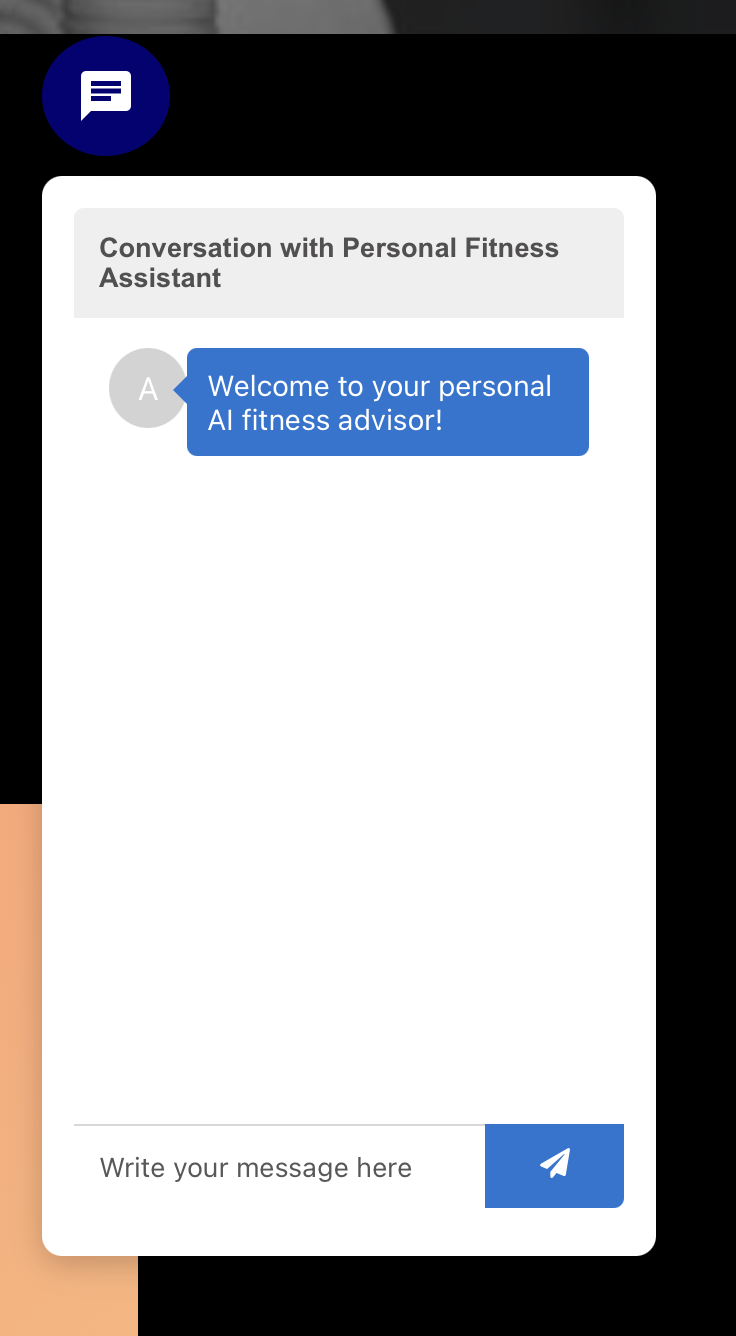 Conversation with Personal Fitness
Assistant
A
Welcome to your personal
AI fitness advisor!
Write your message here